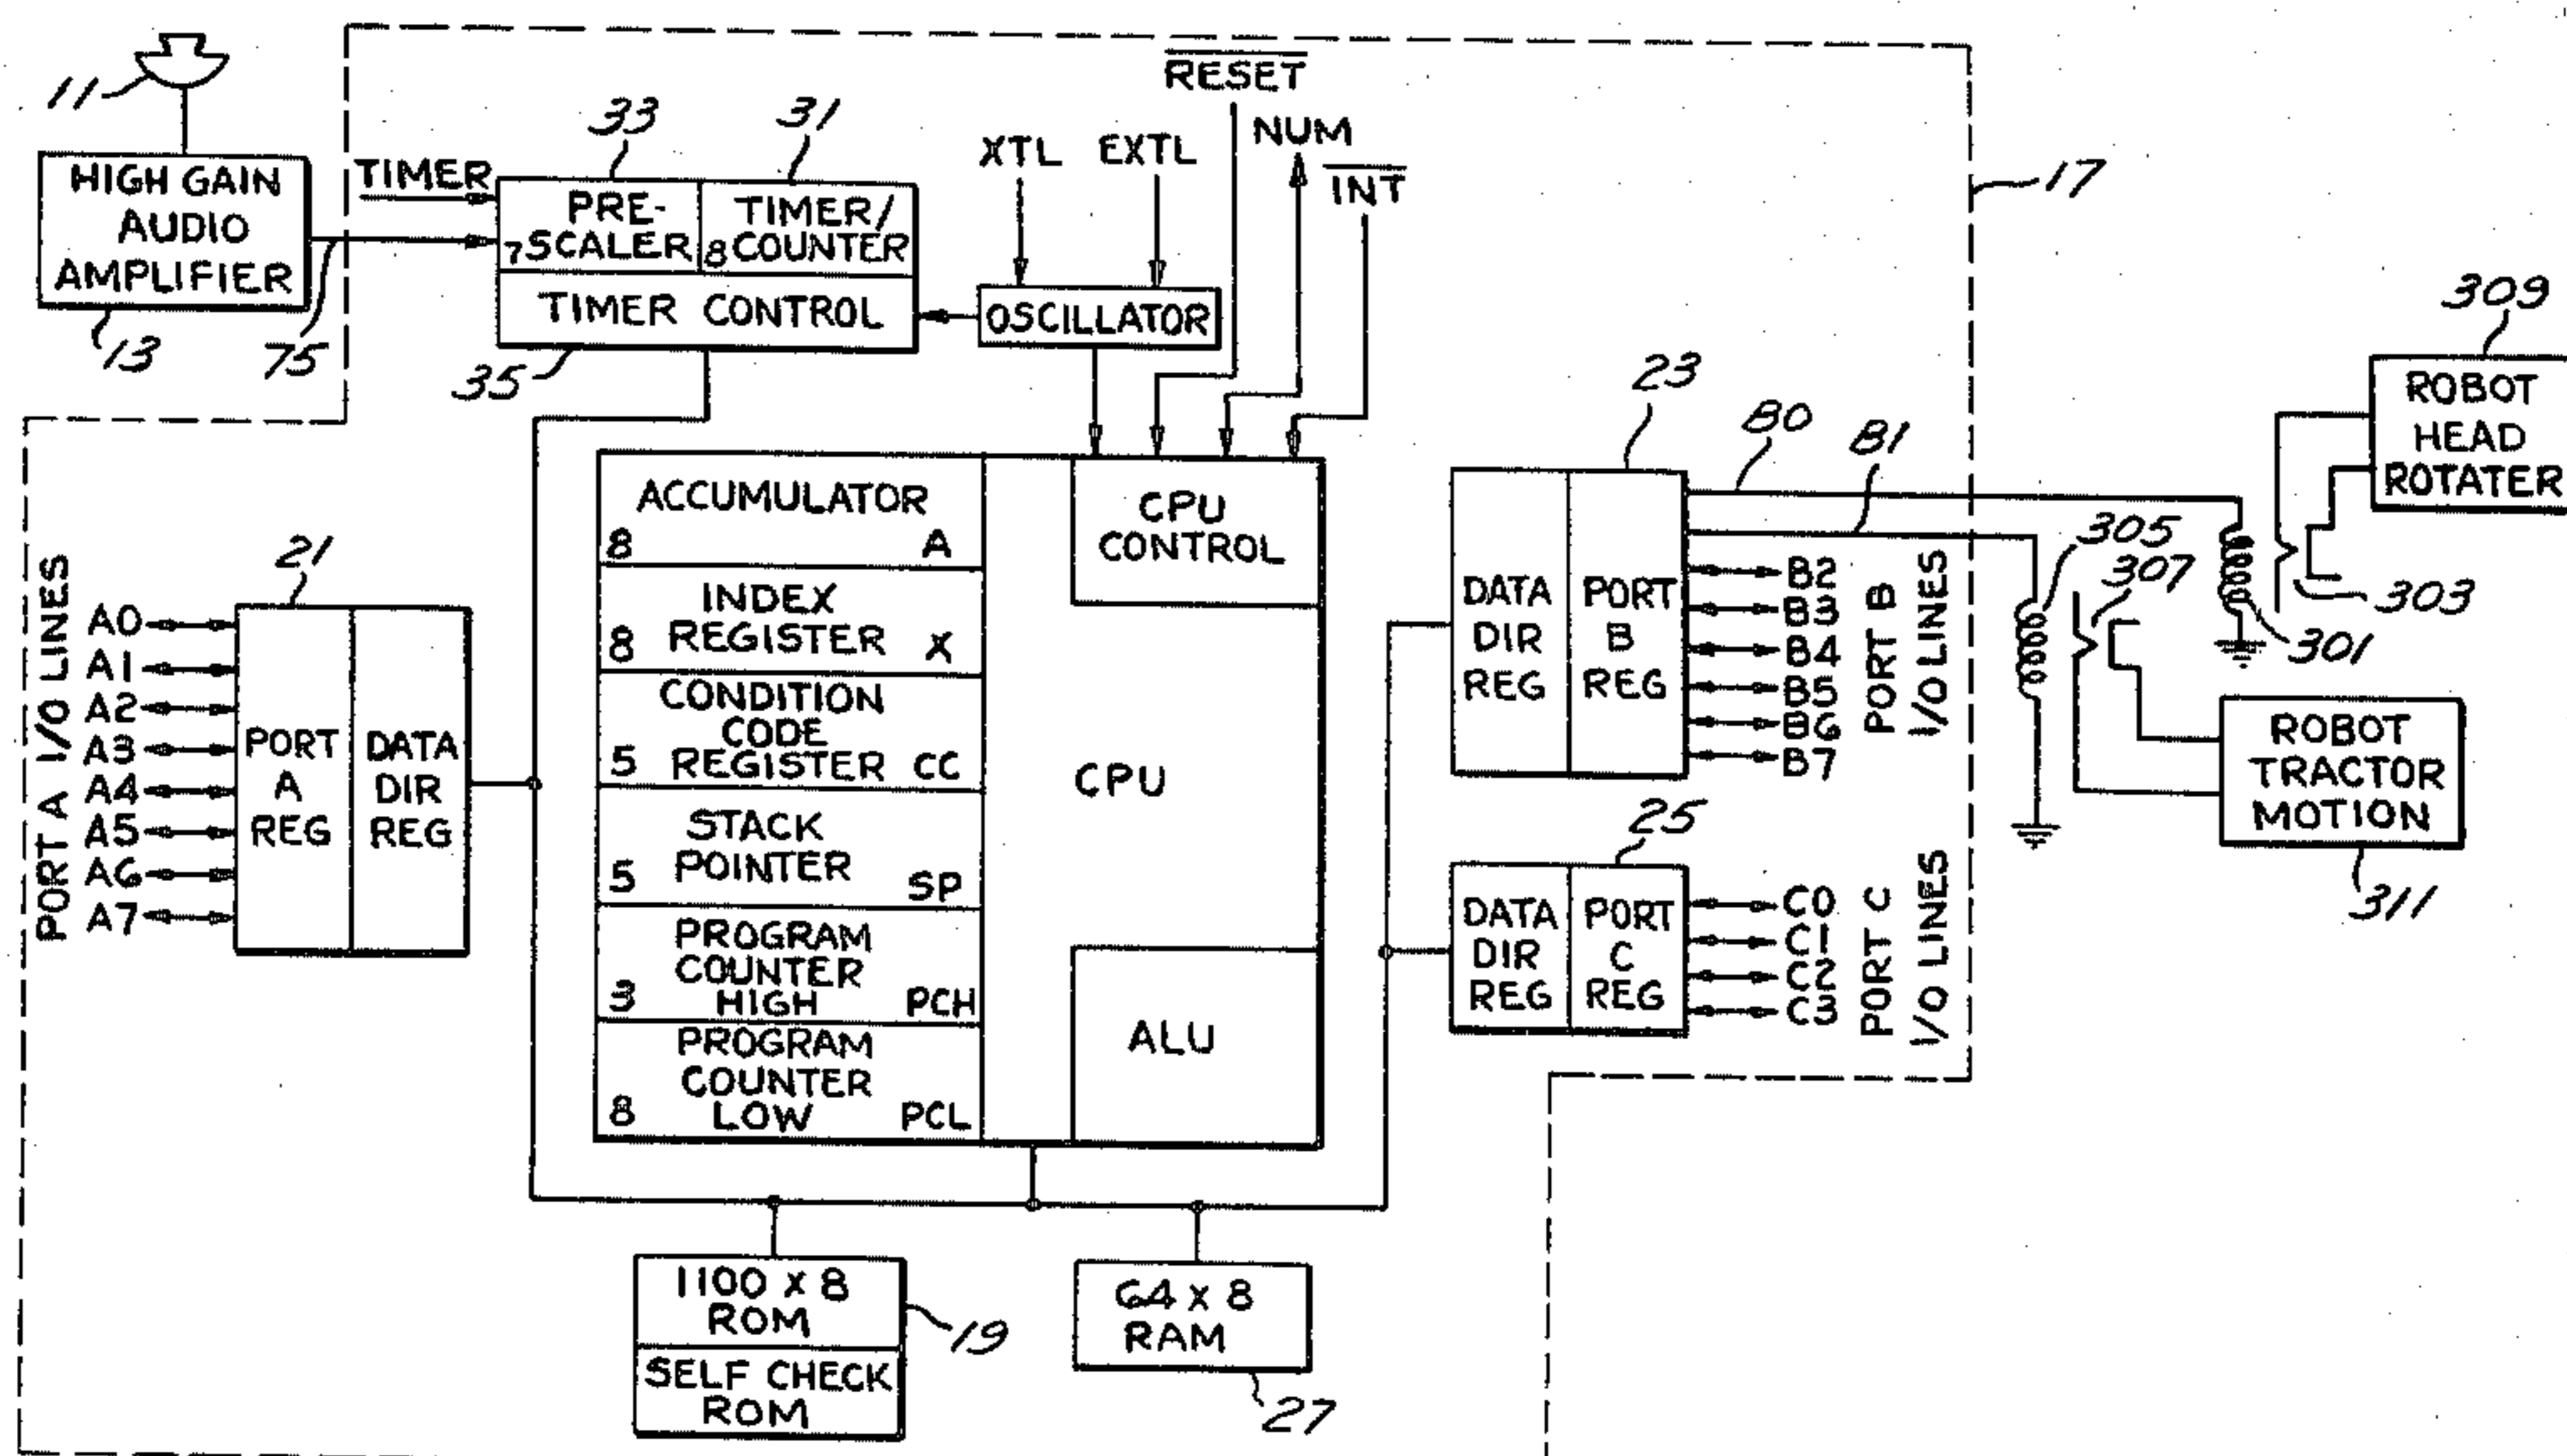 11
HIGH GAIN
AUDIO
AMPLIFIER
13
75
TIMER
33
31
PRE-
SCALER
7
TIMER/
COUNTER
8
TIMER CONTROL
35
XTL
EXTL
OSCILLATOR
RESET
NUM
INT
17
PORT A I/O LINES
A0
A1
A2
A3
A4
A5
A6
A7
21
PORT
A
REG
DATA
DIR
REG
ACCUMULATOR
8 A
INDEX
REGISTER
8 X
CONDITION
CODE
5 REGISTER CC
STACK
POINTER
5 SP
PROGRAM
COUNTER
3 HIGH PCH
PROGRAM
COUNTER
8 LOW PCL
CPU
CONTROL
CPU
ALU
23
DATA
DIR
REG
PORT
B
REG
B0
B1
B2
B3
B4
B5
B6
B7
PORT B
I/O LINES
25
DATA
DIR
REG
PORT
C
REG
C0
C1
C2
C3
PORT C
I/O LINES
305
307
301
303
309
ROBOT
HEAD
ROTATER
ROBOT
TRACTOR
MOTION
311
1100 x 8
ROM
SELF CHECK
ROM
19
64 x 8
RAM
27